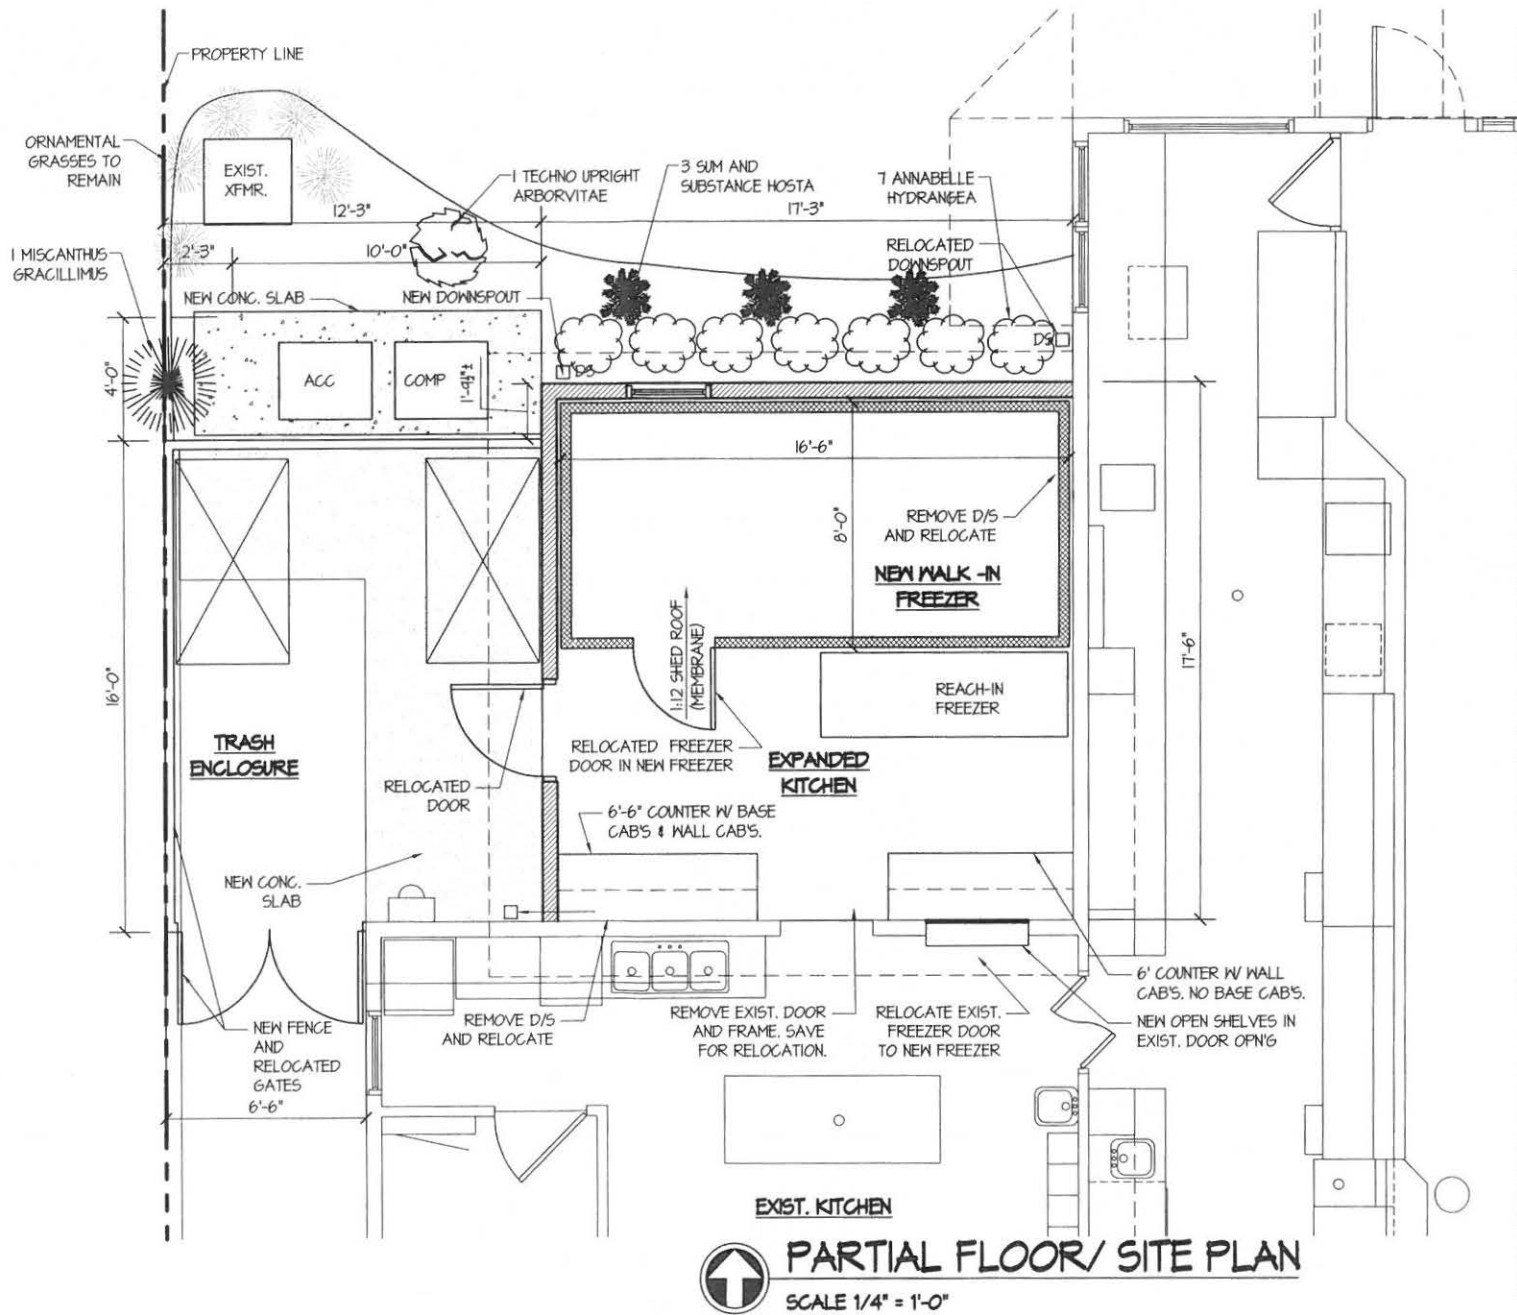 PROPERTY LINE
ORNAMENTAL
GRASSES TO
REMAIN
EXIST.
XFMR.
1 TECHNO UPRIGHT
ARBORVITAE
3 SUM AND
SUBSTANCE HOSTA
7 ANNABELLE
HYDRANGEA
12'-3"
17'-3"
1 MISCANTHUS
GRACILLIMUS
2'-3"
10'-0"
RELOCATED
DOWNSPOUT
NEW CONC. SLAB
NEW DOWNSPOUT
DS
DS
4'-0"
ACC
COMP
16'-6"
8'-0"
REMOVE D/S
AND RELOCATE
NEW WALK-IN
FREEZER
1:12 SHED ROOF
(MEMBRANE)
17'-6"
16'-0"
REACH-IN
FREEZER
TRASH
ENCLOSURE
RELOCATED FREEZER
DOOR IN NEW FREEZER
EXPANDED
KITCHEN
RELOCATED
DOOR
6'-6" COUNTER W/ BASE
CAB'S & WALL CAB'S.
NEW CONC.
SLAB
6' COUNTER W/ WALL
CAB'S. NO BASE CAB'S.
NEW OPEN SHELVES IN
EXIST. DOOR OPN'G
REMOVE D/S
AND RELOCATE
REMOVE EXIST. DOOR
AND FRAME. SAVE
FOR RELOCATION.
RELOCATE EXIST.
FREEZER DOOR
TO NEW FREEZER
NEW FENCE
AND
RELOCATED
GATES
6'-6"
EXIST. KITCHEN
PARTIAL FLOOR/ SITE PLAN
SCALE 1/4" = 1'-0"